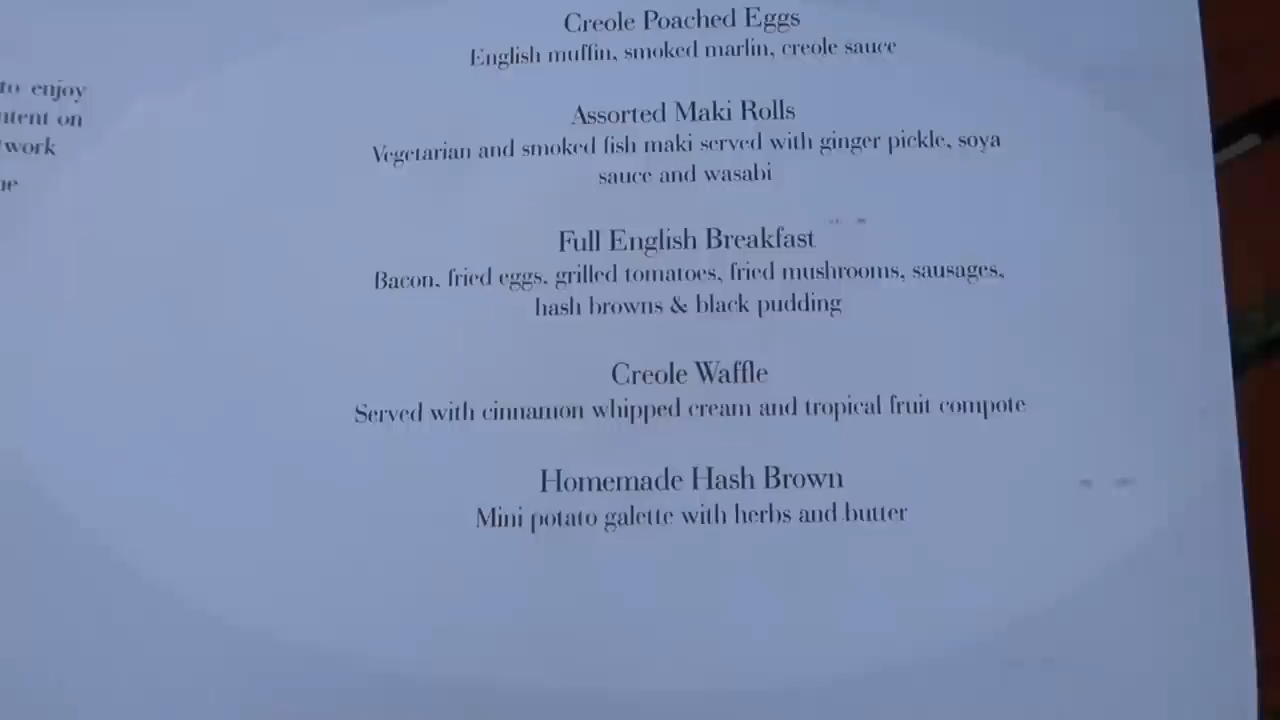 to enjoy
on
work
Creole Poached Eggs
English muffin, smoked marlin, creole sauce
Assorted Maki Rolls
Vegetarian and smoked fish maki served with ginger pickle, soya
sauce and wasabi
Full English Breakfast
Bacon, fried eggs, grilled tomatoes, fried mushrooms, sausages,
hash browns & black pudding
Creole Waffle
Served with cinnamon whipped cream and tropical fruit compote
Homemade Hash Brown
Mini potato galette with herbs and butter